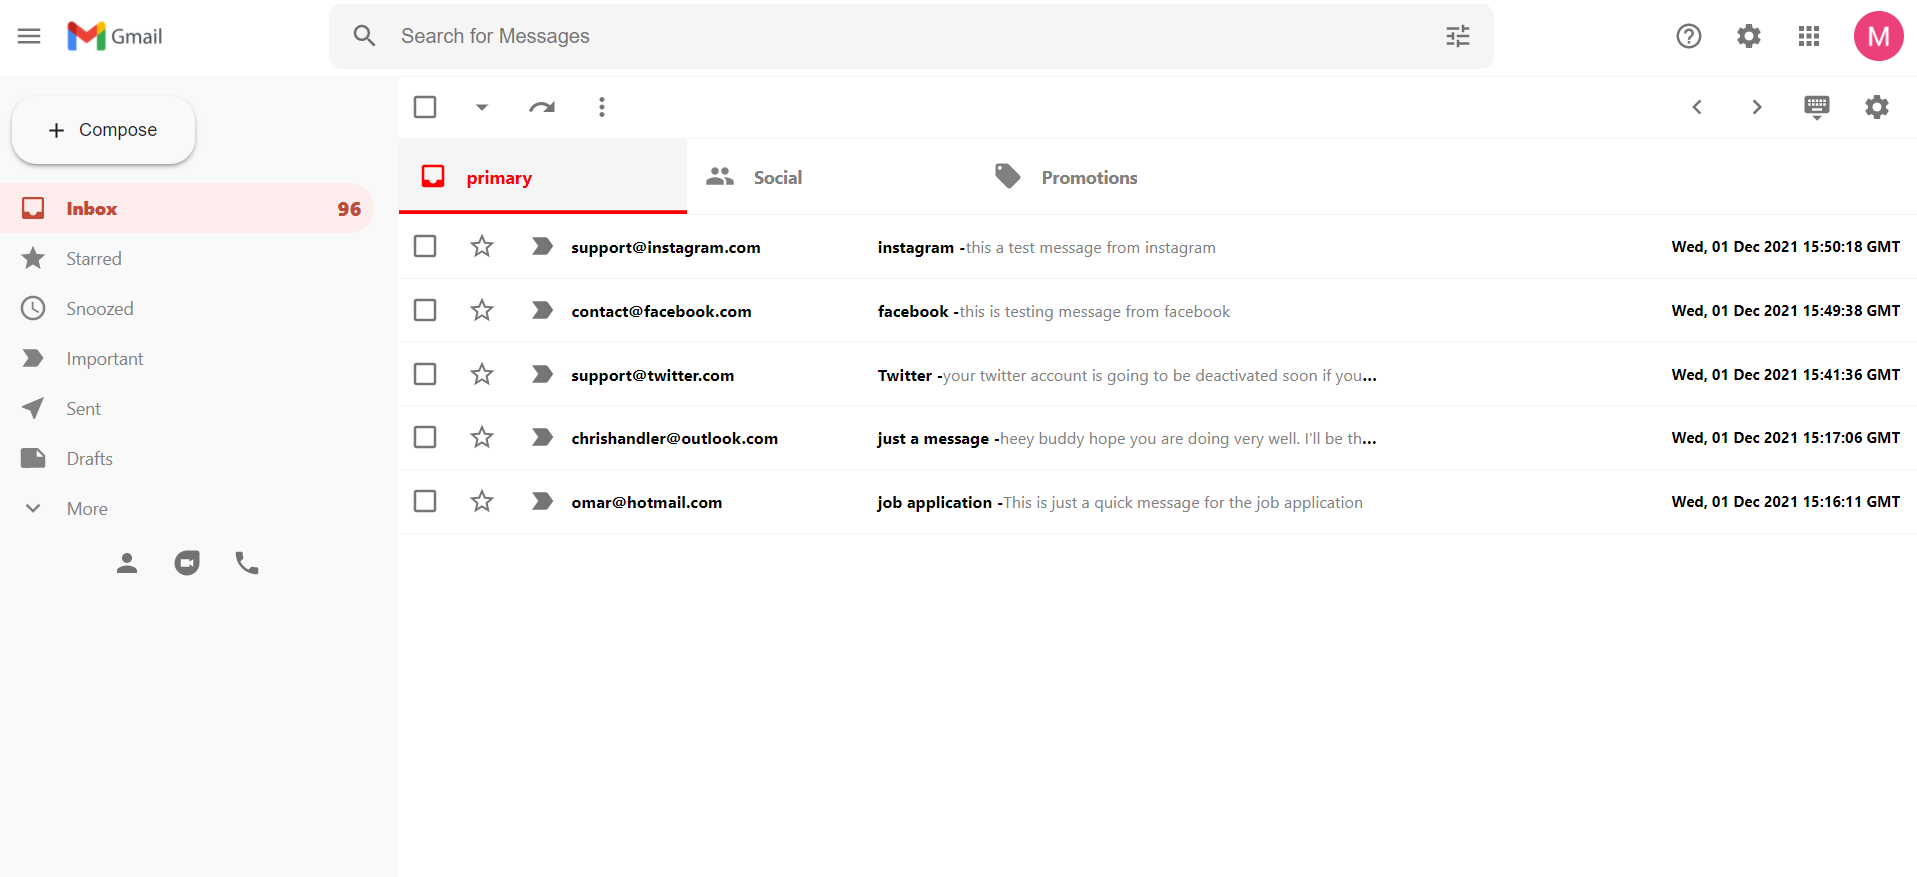 Gmail
Search for Messages
M
Compose
Inbox 96
Starred
Snoozed
Important
Sent
Drafts
More
primary Social Promotions
support@instagram.com instagram -this a test message from instagram Wed, 01 Dec 2021 15:50:18 GMT
contact@facebook.com facebook -this is testing message from facebook Wed, 01 Dec 2021 15:49:38 GMT
support@twitter.com Twitter -your twitter account is going to be deactivated soon if you... Wed, 01 Dec 2021 15:41:36 GMT
chrishandler@outlook.com just a message -heey buddy hope you are doing very well. I'll be th... Wed, 01 Dec 2021 15:17:06 GMT
omar@hotmail.com job application -This is just a quick message for the job application Wed, 01 Dec 2021 15:16:11 GMT